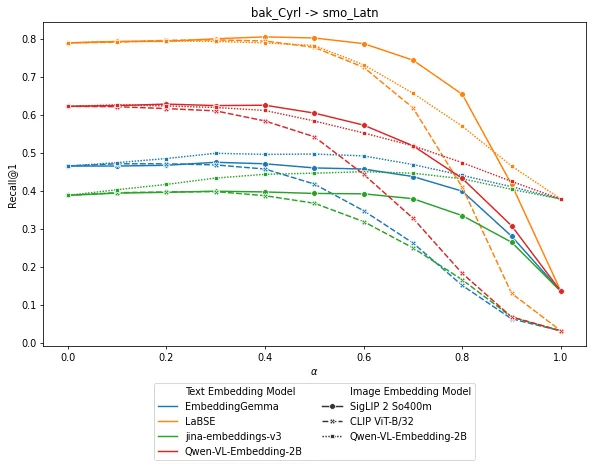 bak_Cyrl -> smo_Latn
Recall@1
0.8
0.7
0.6
0.5
0.4
0.3
0.2
0.1
0.0
0.0 0.2 0.4 0.6 0.8 1.0
α
Text Embedding Model
EmbeddingGemma
LaBSE
jina-embeddings-v3
Qwen-VL-Embedding-2B
Image Embedding Model
SigLIP 2 So400m
CLIP ViT-B/32
Qwen-VL-Embedding-2B